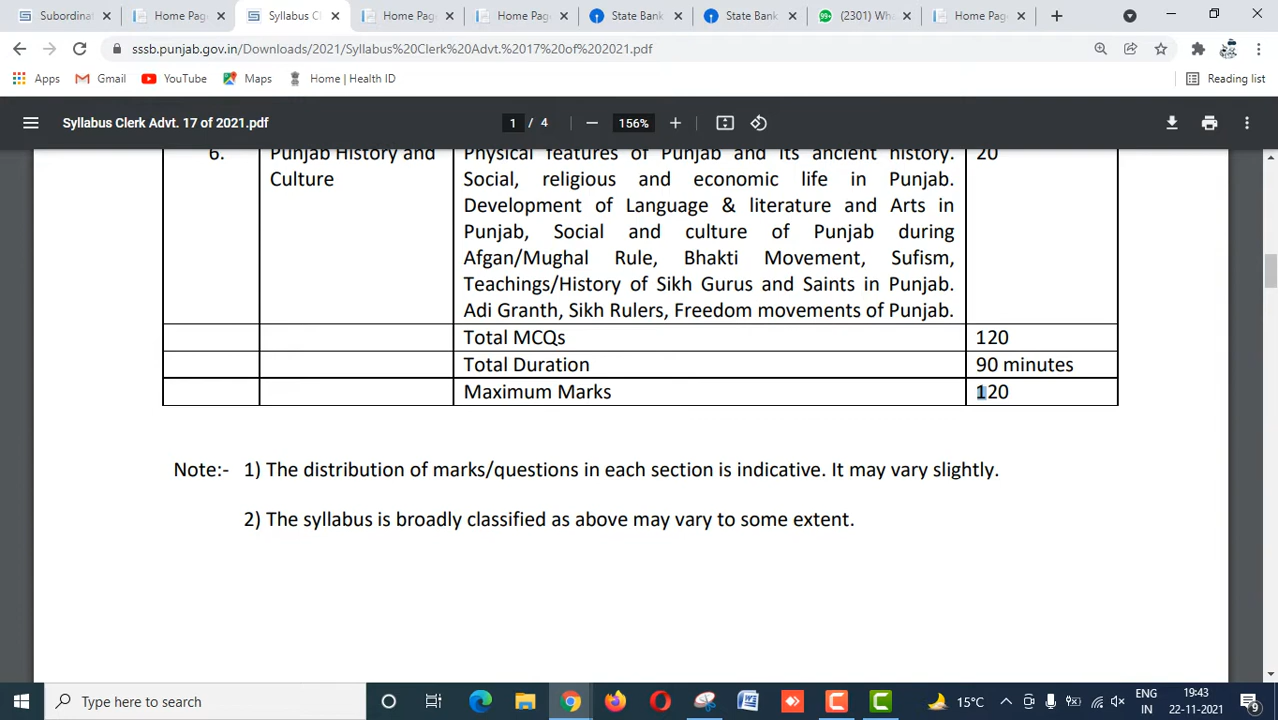 Subordinat
Home Page
Syllabus Cl
Home Page
Home Page
State Bank
State Bank
(2301) Wha
Home Page
sssb.punjab.gov.in/Downloads/2021/Syllabus%20Clerk%20Advt.%2017%20of%202021.pdf
Apps Gmail YouTube Maps Home | Health ID Reading list
Syllabus Clerk Advt. 17 of 2021.pdf 1 / 4 156%
6. Punjab History and Physical features of Punjab and its ancient history. 20
Culture Social, religious and economic life in Punjab.
Development of Language & literature and Arts in
Punjab, Social and culture of Punjab during
Afgan/Mughal Rule, Bhakti Movement, Sufism,
Teachings/History of Sikh Gurus and Saints in Punjab.
Adi Granth, Sikh Rulers, Freedom movements of Punjab.
Total MCQs 120
Total Duration 90 minutes
Maximum Marks 120
Note:- 1) The distribution of marks/questions in each section is indicative. It may vary slightly.
2) The syllabus is broadly classified as above may vary to some extent.
Type here to search
15°C
ENG
IN
19:43
22-11-2021